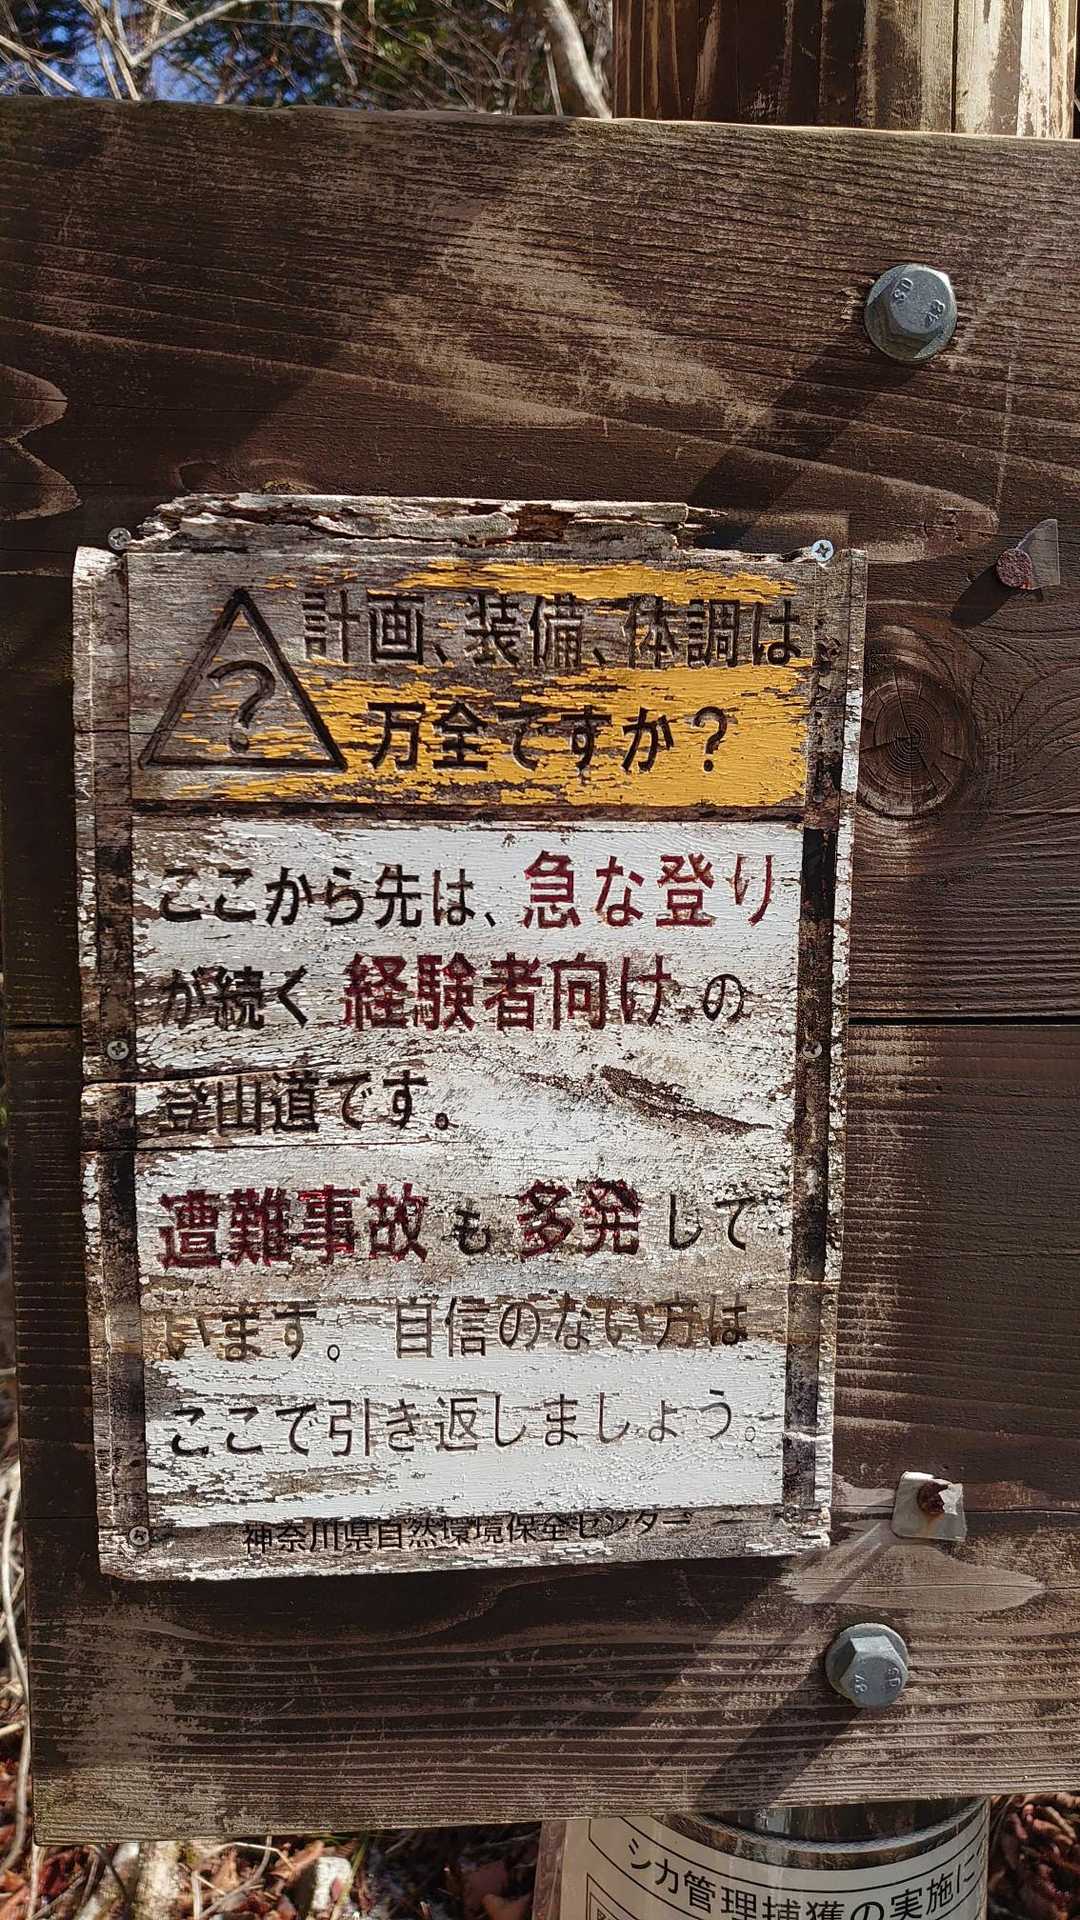 計画、装備、体調は
万全ですか?
?
ここから先は、急な登り
が続く 経験者向け の
登山道です。
遭難事故 も 多発 して
います。自信のない方は
ここで引き返しましょう。
神奈川県自然環境保全センター
シカ管理捕獲の実施に